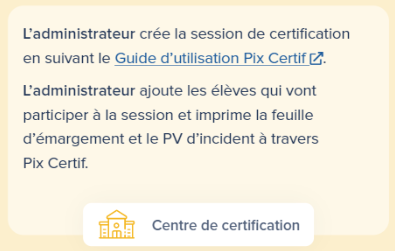 L’administrateur crée la session de certification
en suivant le Guide d’utilisation Pix Certif.
L’administrateur ajoute les élèves qui vont
participer à la session et imprime la feuille
d’émargement et le PV d’incident à travers
Pix Certif.
Centre de certification